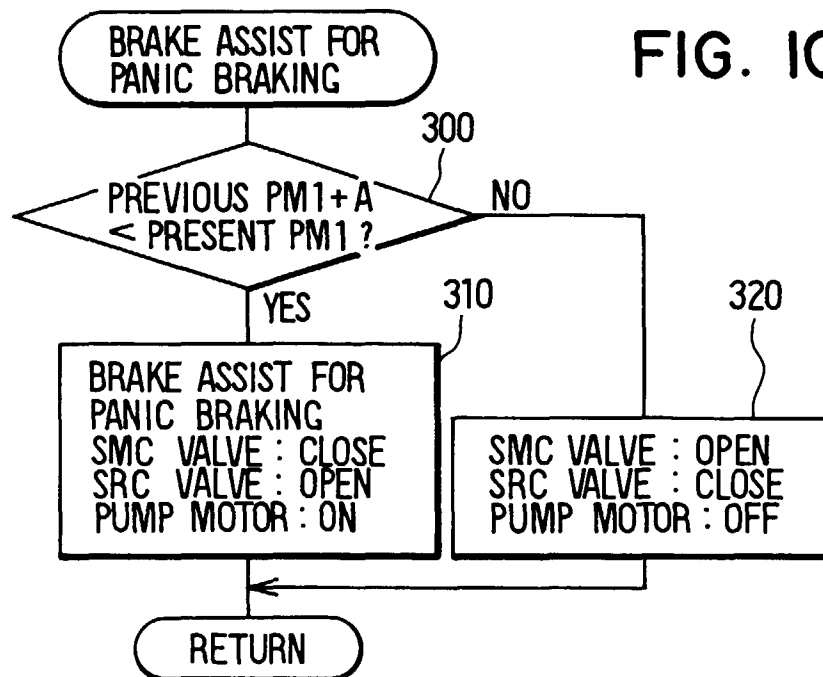 BRAKE ASSIST FOR
PANIC BRAKING
FIG. 10
300
PREVIOUS PM1+A
< PRESENT PM1 ?
NO
YES
310
320
BRAKE ASSIST FOR
PANIC BRAKING
SMC VALVE : CLOSE
SRC VALVE : OPEN
PUMP MOTOR : ON
SMC VALVE : OPEN
SRC VALVE : CLOSE
PUMP MOTOR : OFF
RETURN